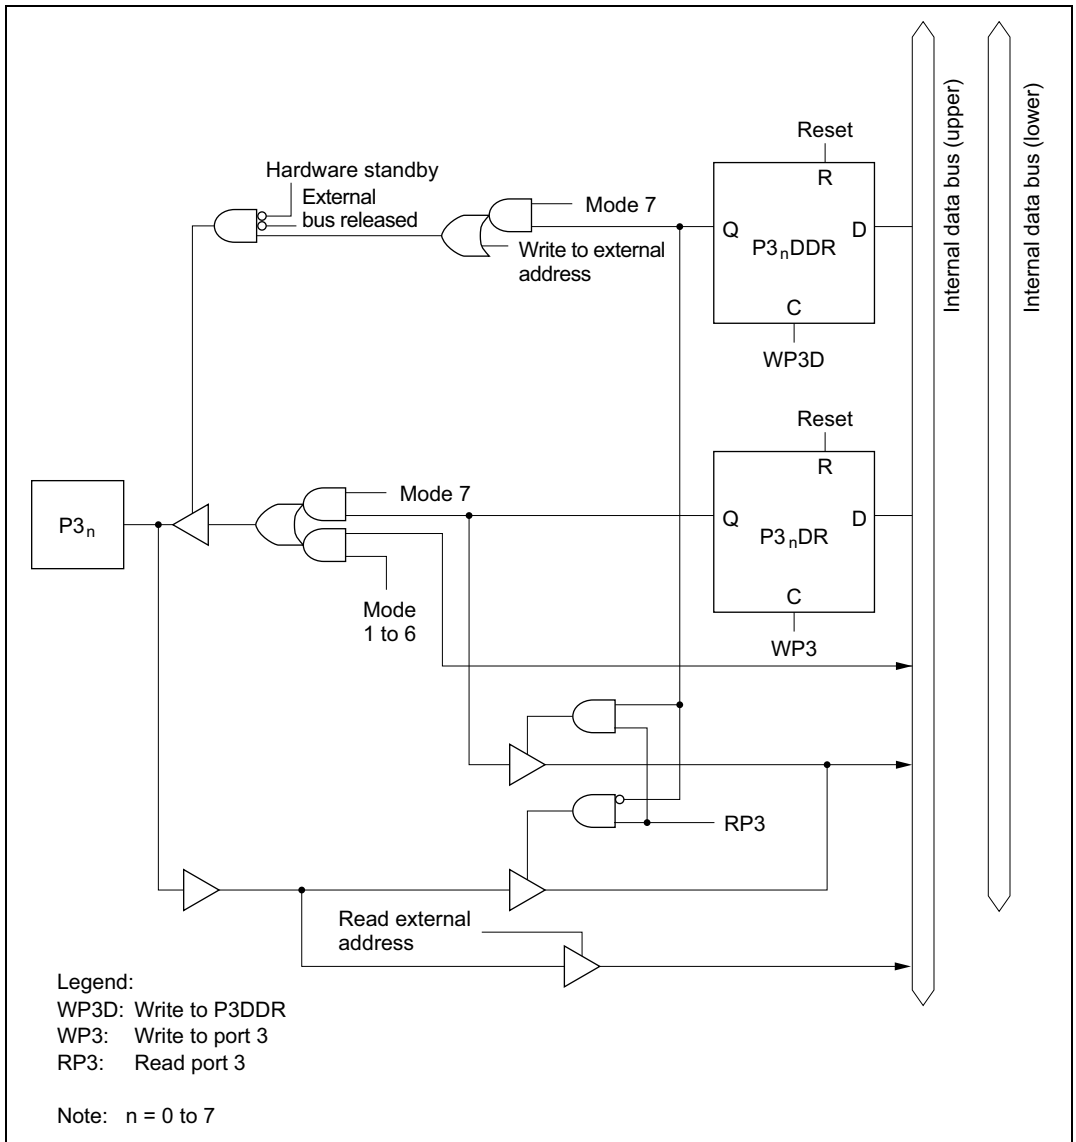 Reset
R
Hardware standby
External
bus released
Mode 7
Q
D
P3nDDR
Write to external
address
C
WP3D
Internal data bus (upper)
Internal data bus (lower)
Reset
R
Mode 7
P3n
Q
D
P3nDR
C
Mode
1 to 6
WP3
RP3
Read external
address
Legend:
WP3D: Write to P3DDR
WP3: Write to port 3
RP3: Read port 3
Note: n = 0 to 7